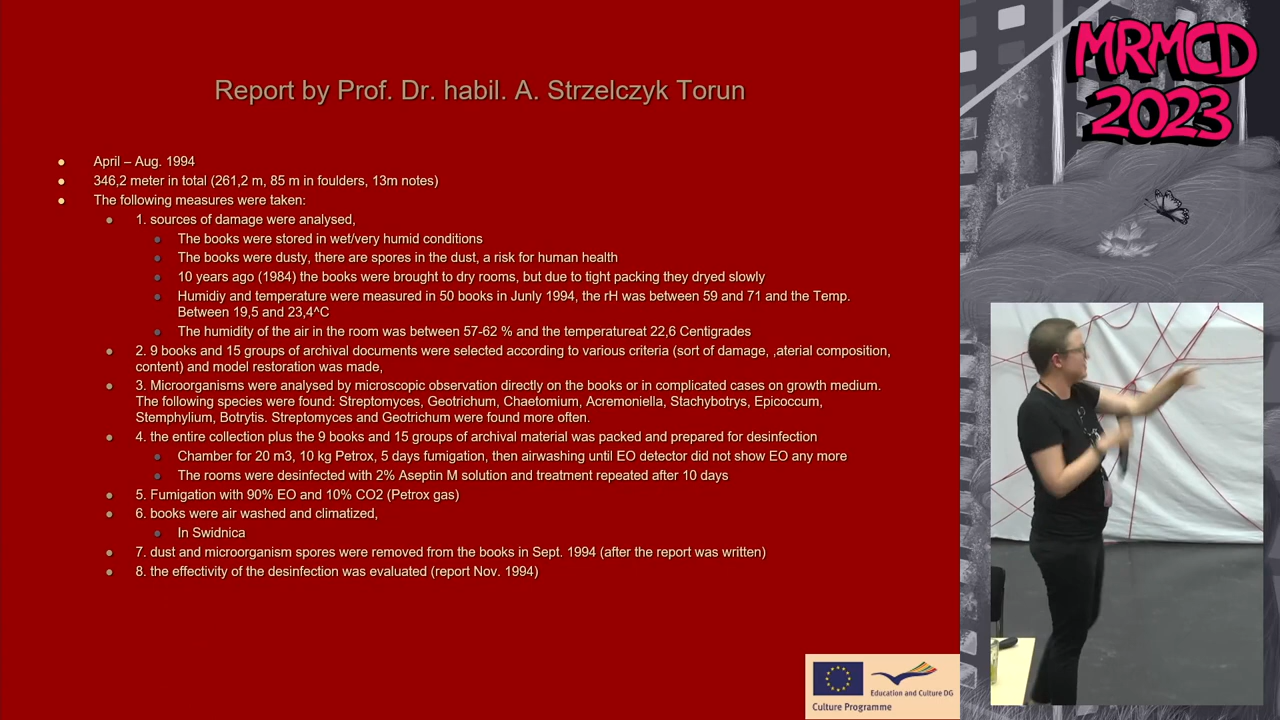 Report by Prof. Dr. habil. A. Strzelczyk Torun
April – Aug. 1994
346,2 meter in total (261,2 m, 85 m in foulders, 13m notes)
The following measures were taken:
1. sources of damage were analysed,
The books were stored in wet/very humid conditions
The books were dusty, there are spores in the dust, a risk for human health
10 years ago (1984) the books were brought to dry rooms, but due to tight packing they dryed slowly
Humidiy and temperature were measured in 50 books in Junly 1994, the rH was between 59 and 71 and the Temp.
Between 19,5 and 23,4^C
The humidity of the air in the room was between 57-62 % and the temperatureat 22,6 Centigrades
2. 9 books and 15 groups of archival documents were selected according to various criteria (sort of damage, ,aterial composition,
content) and model restoration was made,
3. Microorganisms were analysed by microscopic observation directly on the books or in complicated cases on growth medium.
The following species were found: Streptomyces, Geotrichum, Chaetomium, Acremoniella, Stachybotrys, Epicoccum,
Stemphylium, Botrytis. Streptomyces and Geotrichum were found more often.
4. the entire collection plus the 9 books and 15 groups of archival material was packed and prepared for desinfection
Chamber for 20 m3, 10 kg Petrox, 5 days fumigation, then airwashing until EO detector did not show EO any more
The rooms were desinfected with 2% Aseptin M solution and treatment repeated after 10 days
5. Fumigation with 90% EO and 10% CO2 (Petrox gas)
6. books were air washed and climatized,
In Swidnica
7. dust and microorganism spores were removed from the books in Sept. 1994 (after the report was written)
8. the effectivity of the desinfection was evaluated (report Nov. 1994)
Education and Culture DG
Culture Programme
MRMCD
2023